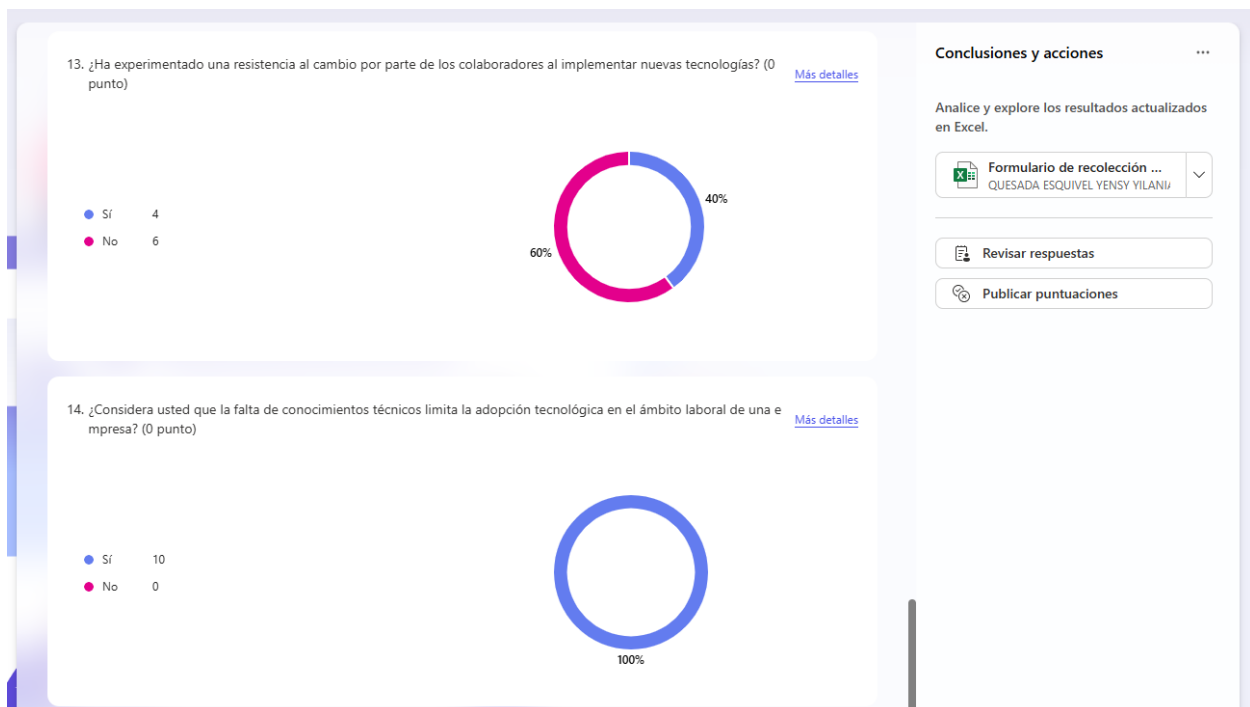 13. ¿Ha experimentado una resistencia al cambio por parte de los colaboradores al implementar nuevas tecnologías? (0
punto)
Más detalles
Sí 4
No 6
40%
60%
14. ¿Considera usted que la falta de conocimientos técnicos limita la adopción tecnológica en el ámbito laboral de una e
mpresa? (0 punto)
Más detalles
Sí 10
No 0
100%
Conclusiones y acciones
Analice y explore los resultados actualizados
en Excel.
Formulario de recolección ...
QUESADA ESQUIVEL YENSY YILANI
Revisar respuestas
Publicar puntuaciones